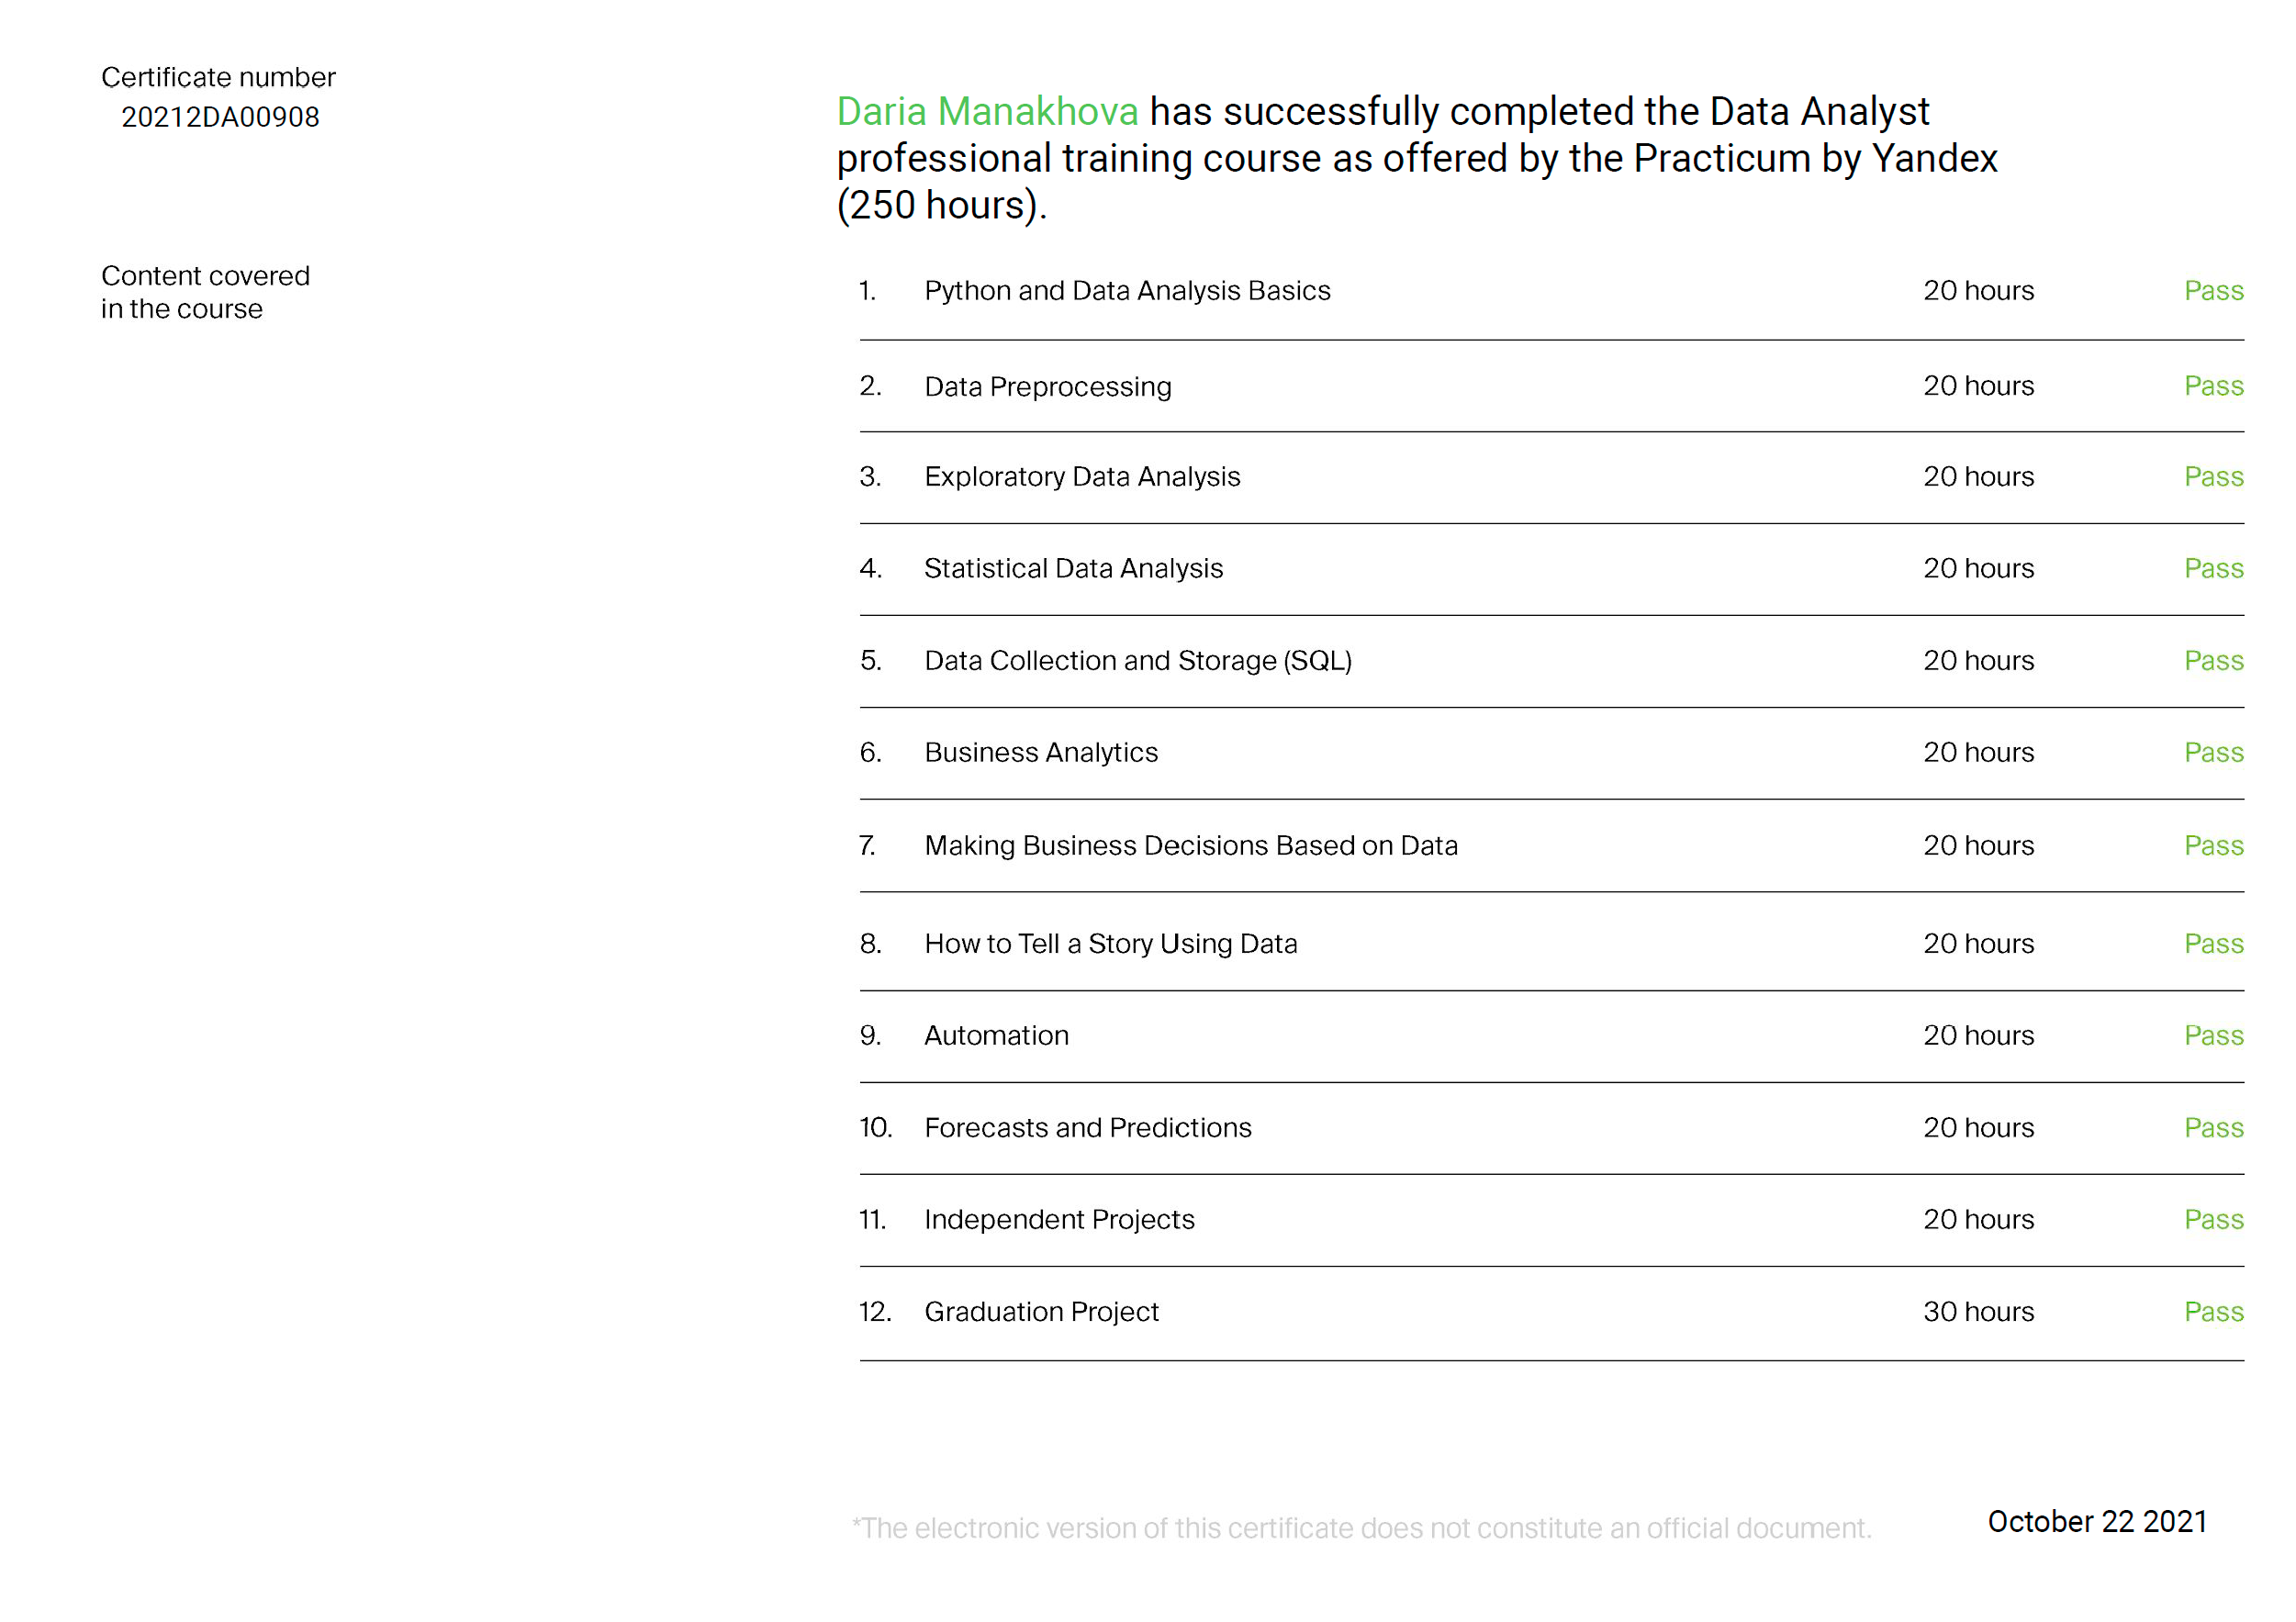 Certificate number
20212DA00908
Daria Manakhova has successfully completed the Data Analyst
professional training course as offered by the Practicum by Yandex
(250 hours).
Content covered
in the course
1. Python and Data Analysis Basics 20 hours Pass
2. Data Preprocessing 20 hours Pass
3. Exploratory Data Analysis 20 hours Pass
4. Statistical Data Analysis 20 hours Pass
5. Data Collection and Storage (SQL) 20 hours Pass
6. Business Analytics 20 hours Pass
7. Making Business Decisions Based on Data 20 hours Pass
8. How to Tell a Story Using Data 20 hours Pass
9. Automation 20 hours Pass
10. Forecasts and Predictions 20 hours Pass
11. Independent Projects 20 hours Pass
12. Graduation Project 30 hours Pass
*The electronic version of this certificate does not constitute an official document.
October 22 2021